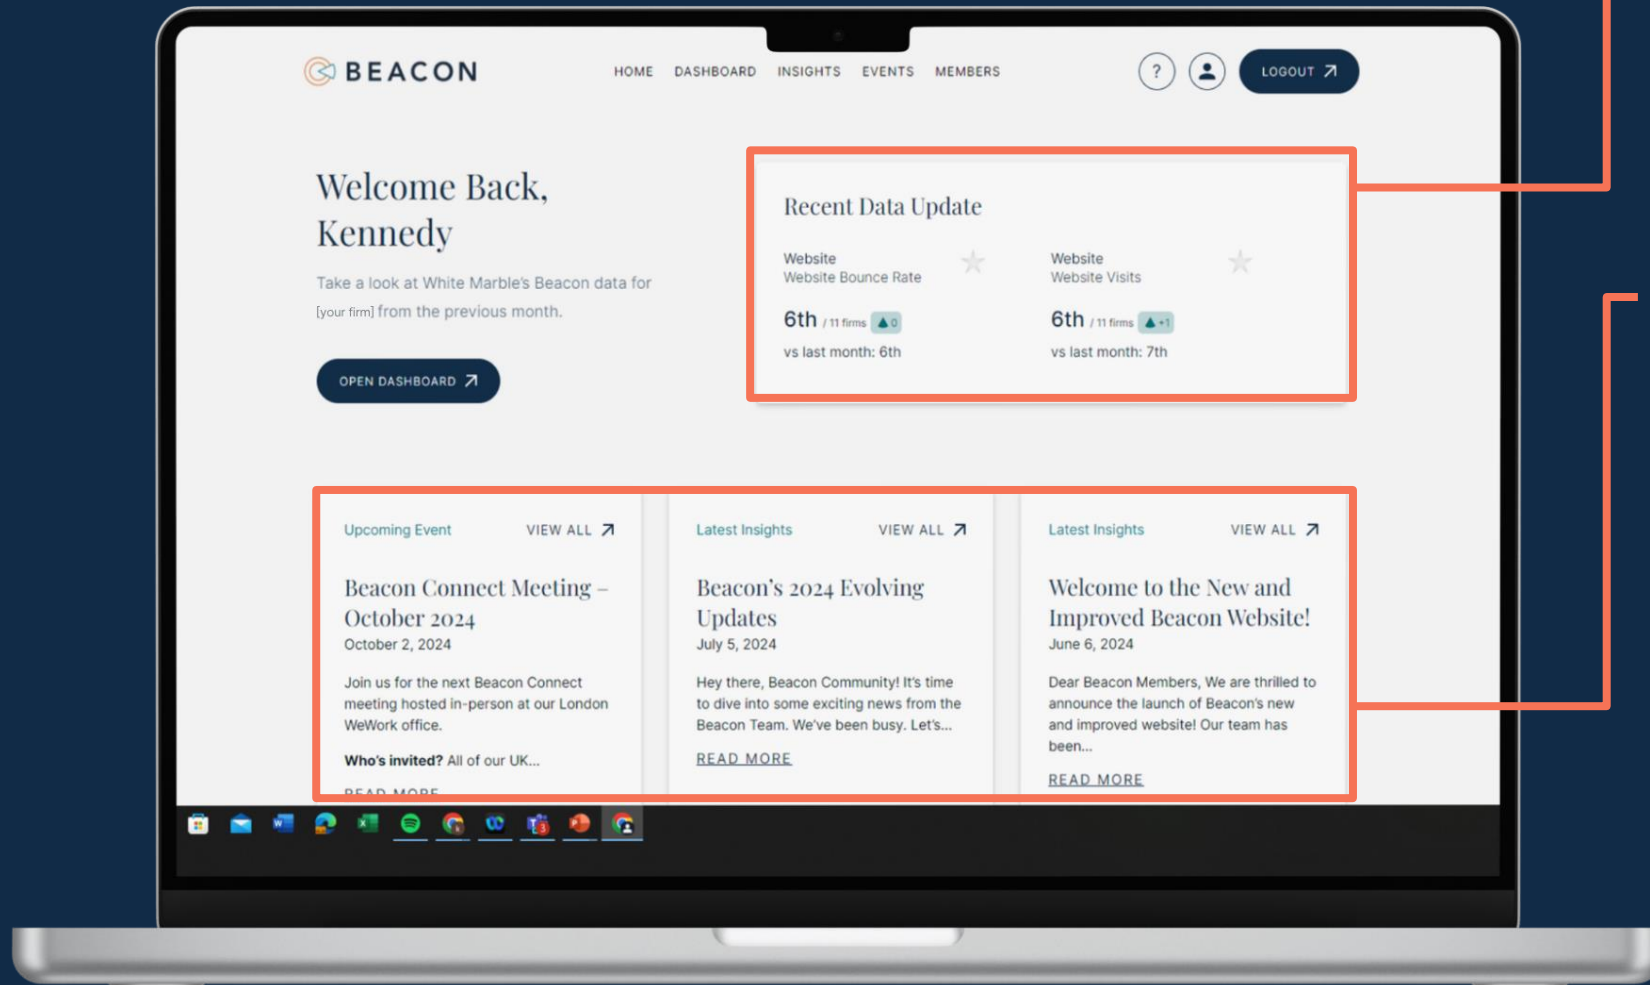 BEACON
HOME DASHBOARD INSIGHTS EVENTS MEMBERS
?
LOGOUT
Welcome Back,
Kennedy
Take a look at White Marble's Beacon data for
[your firm] from the previous month.
OPEN DASHBOARD
Recent Data Update
Website
Website Bounce Rate
6th / 11 firms ▲ 0
vs last month: 6th
Website
Website Visits
6th / 11 firms ▲ +1
vs last month: 7th
Upcoming Event VIEW ALL
Beacon Connect Meeting –
October 2024
October 2, 2024
Join us for the next Beacon Connect
meeting hosted in-person at our London
WeWork office.
Who's invited? All of our UK...
READ MORE
Latest Insights VIEW ALL
Beacon's 2024 Evolving
Updates
July 5, 2024
Hey there, Beacon Community! It's time
to dive into some exciting news from the
Beacon Team. We've been busy. Let's...
READ MORE
Latest Insights VIEW ALL
Welcome to the New and
Improved Beacon Website!
June 6, 2024
Dear Beacon Members, We are thrilled to
announce the launch of Beacon's new
and improved website! Our team has
been...
READ MORE